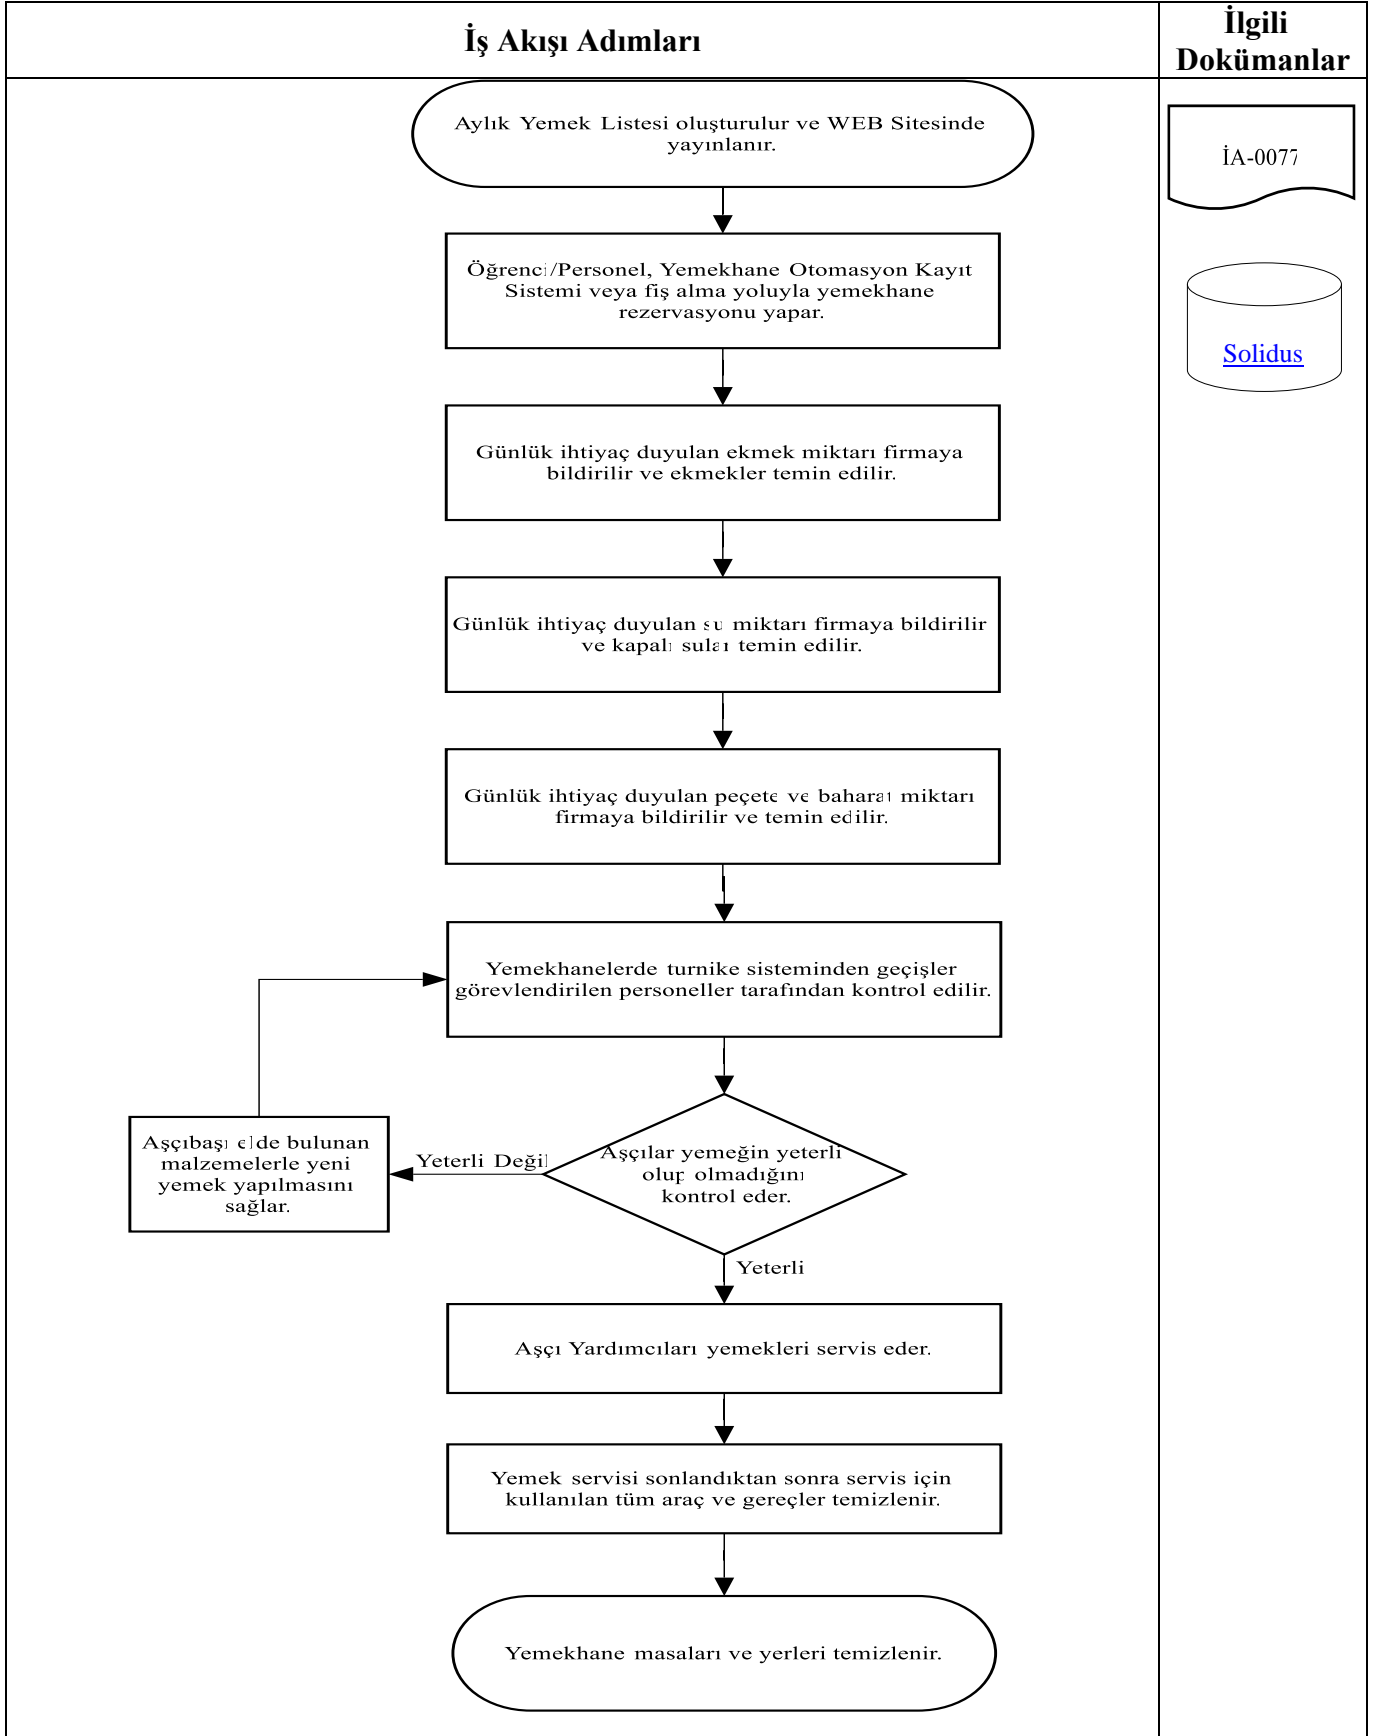 İş Akışı Adımları
İlgili
Dokümanlar
Aylık Yemek Listesi oluşturulur ve WEB Sitesinde
yayınlanır.
İA-0077
Öğrenci/Personel, Yemekhane Otomasyon Kayıt
Sistemi veya fiş alma yoluyla yemekhane
rezervasyonu yapar.
Solidus
Günlük ihtiyaç duyulan ekmek miktarı firmaya
bildirilir ve ekmekler temin edilir.
Günlük ihtiyaç duyulan su miktarı firmaya bildirilir
ve kapalı sular temin edilir.
Günlük ihtiyaç duyulan peçete ve baharat miktarı
firmaya bildirilir ve temin edilir.
Yemekhanelerde turnike sisteminden geçişler
görevlendirilen personeller tarafından kontrol edilir.
Aşçıbaşı elde bulunan
malzemelerle yeni
yemek yapılmasını
sağlar.
Yeterli Değil
Aşçılar yemeğin yeterli
olup olmadığını
kontrol eder.
Yeterli
Aşçı Yardımcıları yemekleri servis eder.
Yemek servisi sonlandıktan sonra servis için
kullanılan tüm araç ve gereçler temizlenir.
Yemekhane masaları ve yerleri temizlenir.